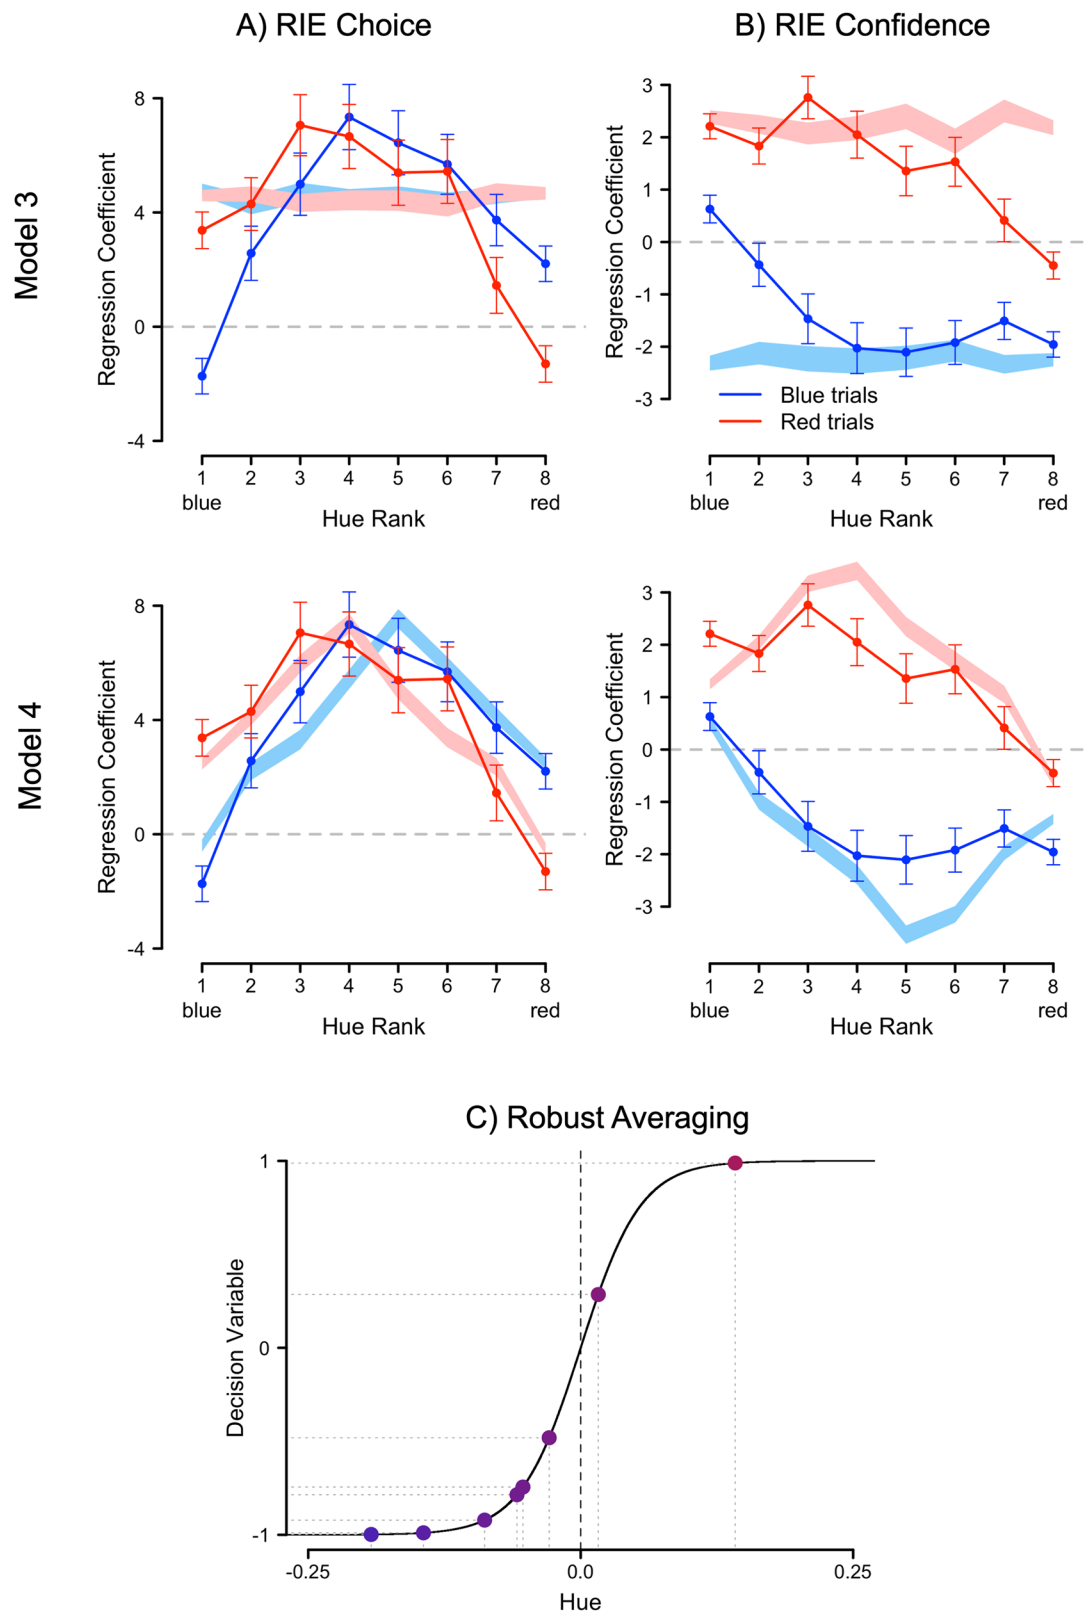 A) RIE Choice
B) RIE Confidence
Model 3
Regression Coefficient
8
4
0
-4
1 2 3 4 5 6 7 8
blue red
Hue Rank
Regression Coefficient
3
2
1
0
-1
-2
-3
Blue trials
Red trials
1 2 3 4 5 6 7 8
blue red
Hue Rank
Model 4
Regression Coefficient
8
4
0
-4
1 2 3 4 5 6 7 8
blue red
Hue Rank
Regression Coefficient
3
2
1
0
-1
-2
-3
1 2 3 4 5 6 7 8
blue red
Hue Rank
C) Robust Averaging
Decision Variable
1
0
-1
-0.25 0.0 0.25
Hue